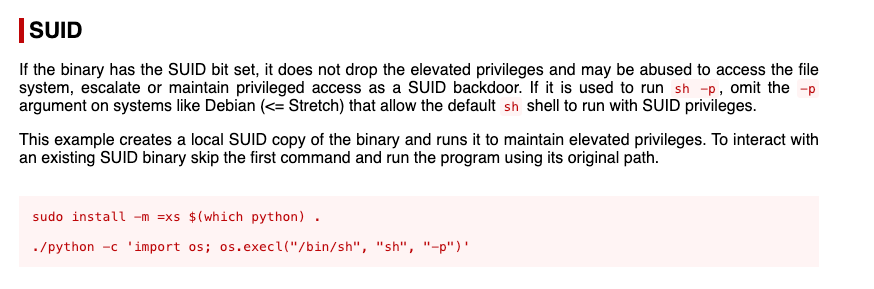 SUID
If the binary has the SUID bit set, it does not drop the elevated privileges and may be abused to access the file
system, escalate or maintain privileged access as a SUID backdoor. If it is used to run sh -p, omit the -p
argument on systems like Debian (<= Stretch) that allow the default sh shell to run with SUID privileges.
This example creates a local SUID copy of the binary and runs it to maintain elevated privileges. To interact with
an existing SUID binary skip the first command and run the program using its original path.
sudo install -m =xs $(which python) .
./python -c 'import os; os.execl("/bin/sh", "sh", "-p")'